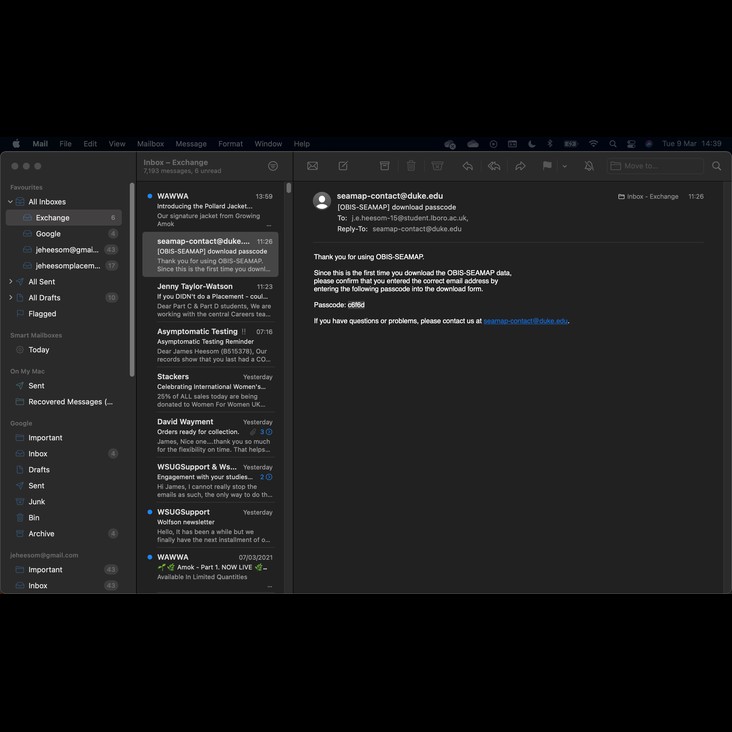 Mail File Edit View Mailbox Message Format Window Help Tue 9 Mar 14:39
Favourites
All Inboxes
Exchange 6
Google 4
jeheesom@gmai... 43
jeheesomplacem... 17
All Sent
All Drafts 10
Flagged
Smart Mailboxes
Today
On My Mac
Sent
Recovered Messages (...
Google
Important
Inbox 4
Drafts
Sent
Junk
Bin
Archive 4
jeheesom@gmail.com
Important 43
Inbox 43
Inbox – Exchange
7,193 messages, 6 unread
WAWWA 13:59
Introducing the Pollard Jacket...
Our signature jacket from Growing
Amok ...
seamap-contact@duke.... 11:26
[OBIS-SEAMAP] download passcode
Thank you for using OBIS-SEAMAP.
Since this is the first time you downl...
Jenny Taylor-Watson 11:23
If you DIDN'T do a Placement - coul...
Dear Part C & Part D students, We are
working with the central Careers tea...
Asymptomatic Testing !! 07:16
Asymptomatic Testing Reminder
Dear James Heesom (B515378), Our
records show that you last had a CO...
Stackers Yesterday
Celebrating International Women's...
25% of ALL sales today are being
donated to Women For Women UK...
David Wayment Yesterday
Orders ready for collection. 3
James, Nice one....thank you so much
for the flexibility on time. That helps...
WSUGSupport & Ws... Yesterday
Engagement with your studies... 2
Hi James, I cannot really stop the
emails as such, the only way to do th...
WSUGSupport Yesterday
Wolfson newsletter
Hello, It has been a while but we
finally have the next installment of o...
WAWWA 07/03/2021
Amok - Part 1. NOW LIVE ...
Available In Limited Quantities
...
Move to...
seamap-contact@duke.edu Inbox - Exchange 11:26
[OBIS-SEAMAP] download passcode
To: j.e.heesom-15@student.lboro.ac.uk,
Reply-To: seamap-contact@duke.edu
Thank you for using OBIS-SEAMAP.
Since this is the first time you download the OBIS-SEAMAP data,
please confirm that you entered the correct email address by
entering the following passcode into the download form.
Passcode: c6f6d
If you have questions or problems, please contact us at seamap-contact@duke.edu.